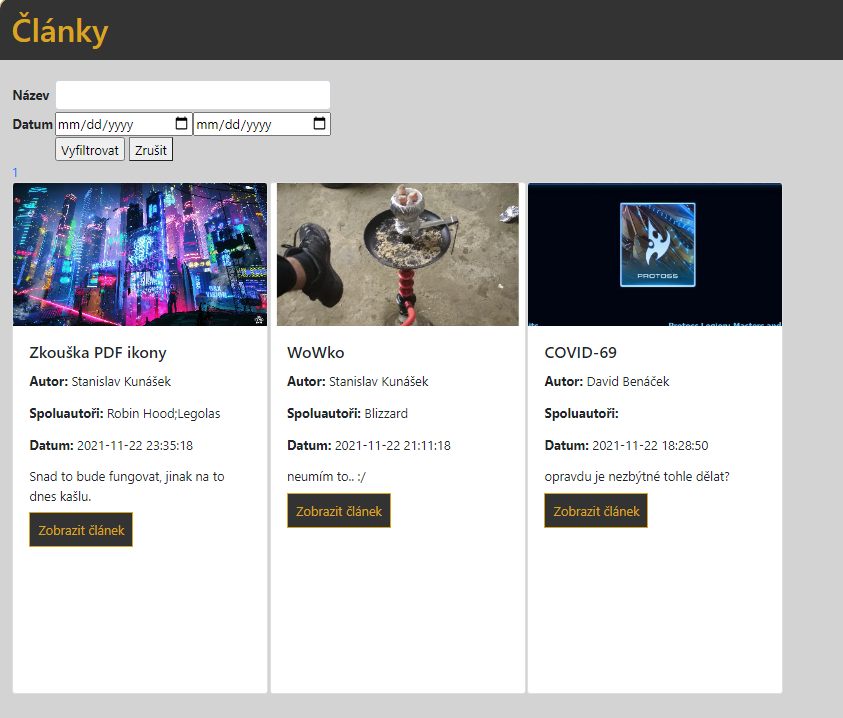 Články
Název
Datum mm/dd/yyyy mm/dd/yyyy
Vyfiltrovat Zrušit
1
PROTOSS
Protoss Legion: Masters and
Zkouška PDF ikony
Autor: Stanislav Kunášek
Spoluautoři: Robin Hood;Legolas
Datum: 2021-11-22 23:35:18
Snad to bude fungovat, jinak na to
dnes kašlu.
Zobrazit článek
WoWko
Autor: Stanislav Kunášek
Spoluautoři: Blizzard
Datum: 2021-11-22 21:11:18
neumím to.. :/
Zobrazit článek
COVID-69
Autor: David Benáček
Spoluautoři:
Datum: 2021-11-22 18:28:50
opravdu je nezbýtné tohle dělat?
Zobrazit článek